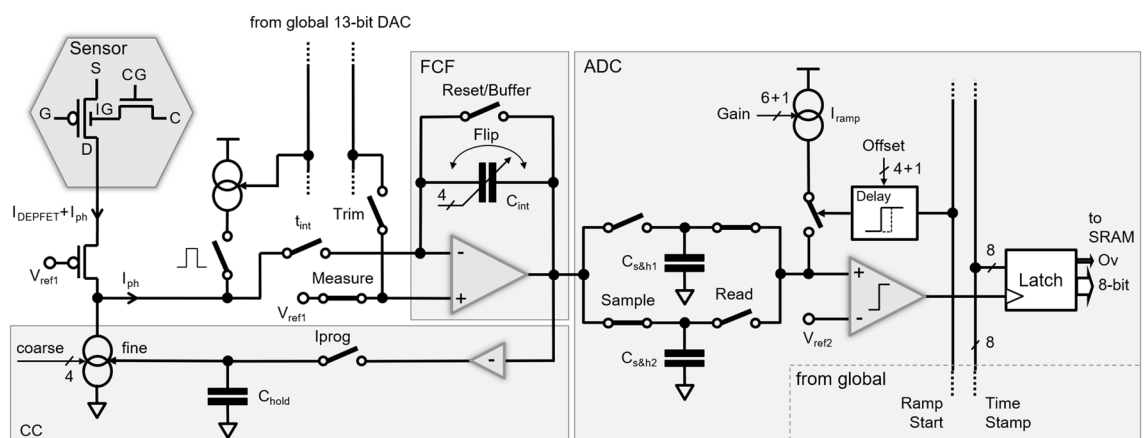 from global 13-bit DAC
Sensor
S
CG
G
IG
C
D
FCF
Reset/Buffer
Flip
4
Cint
ADC
6+1
Gain
Iramp
Offset
4+1
Delay
IDEPFET+Iph
Vref1
Iph
tint
Trim
Measure
Vref1
-
+
Cs&h1
Sample
Read
Cs&h2
+
-
Vref2
8
Latch
to
SRAM
Ov
8-bit
8
coarse
4
fine
Iprog
-
Chold
CC
from global
Ramp
Start
Time
Stamp